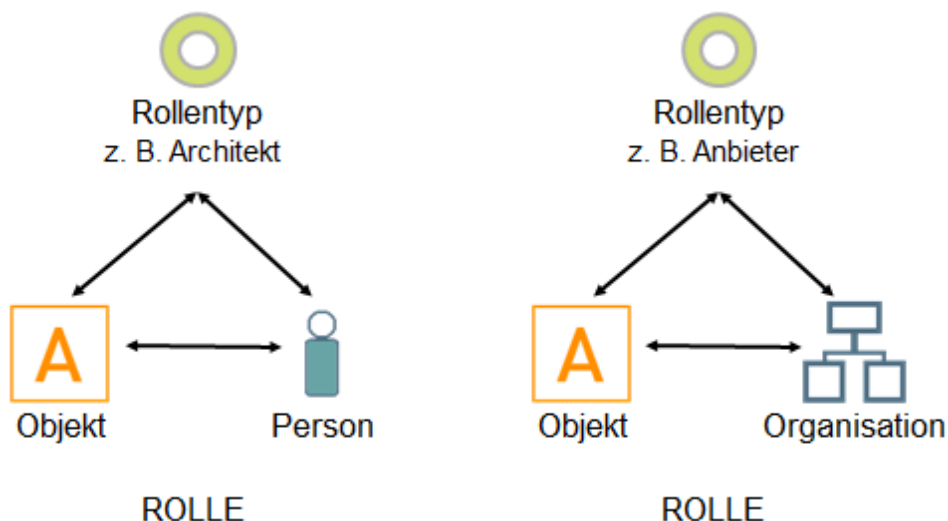 Rollentyp
z. B. Architekt
A
Objekt
Person
ROLLE
Rollentyp
z. B. Anbieter
A
Objekt
Organisation
ROLLE